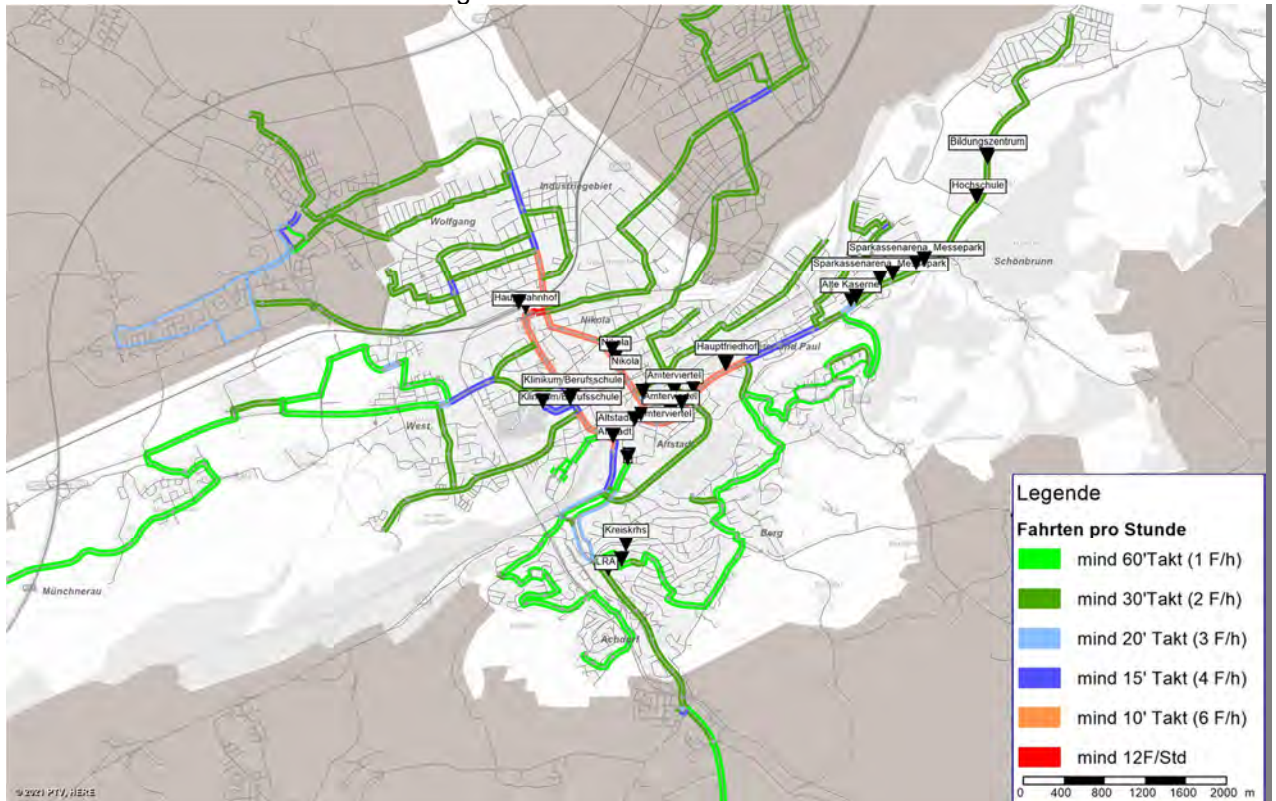 Industriegebiet
Wolfgang
Bildungszentrum
Hochschule
Sparkassenarena_Messepark
Schönbrunn
Sparkassenarena_Messepark
Alte Kaserne
Hauptbahnhof
Nikola
Nikola
Nikola
Hauptfriedhof
Klinikum/Berufsschule
Ämterviertel
Klinikum/Berufsschule
Altstadt
West
Altstadt
Kreiskrhs
Berg
LRA
Münchnerau
Achdorf
Legende
Fahrten pro Stunde
mind 60'Takt (1 F/h)
mind 30'Takt (2 F/h)
mind 20' Takt (3 F/h)
mind 15' Takt (4 F/h)
mind 10' Takt (6 F/h)
mind 12F/Std
0 400 800 1200 1600 2000 m
© 2021 PTV, HERE